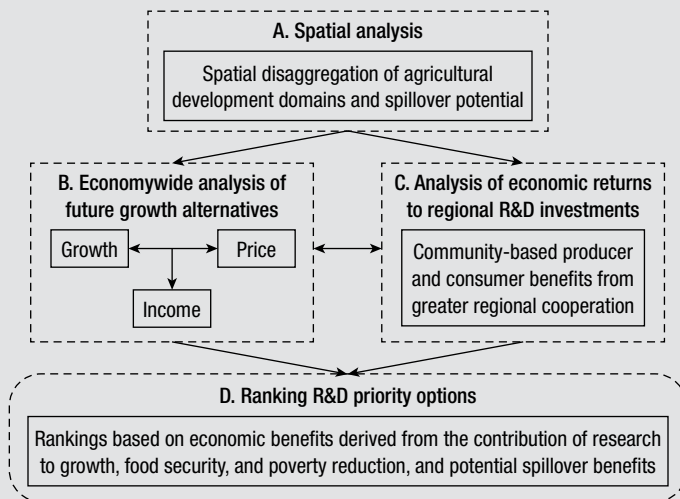 A. Spatial analysis
Spatial disaggregation of agricultural
development domains and spillover potential
B. Economywide analysis of
future growth alternatives
Growth
Price
Income
C. Analysis of economic returns
to regional R&D investments
Community-based producer
and consumer benefits from
greater regional cooperation
D. Ranking R&D priority options
Rankings based on economic benefits derived from the contribution of research
to growth, food security, and poverty reduction, and potential spillover benefits